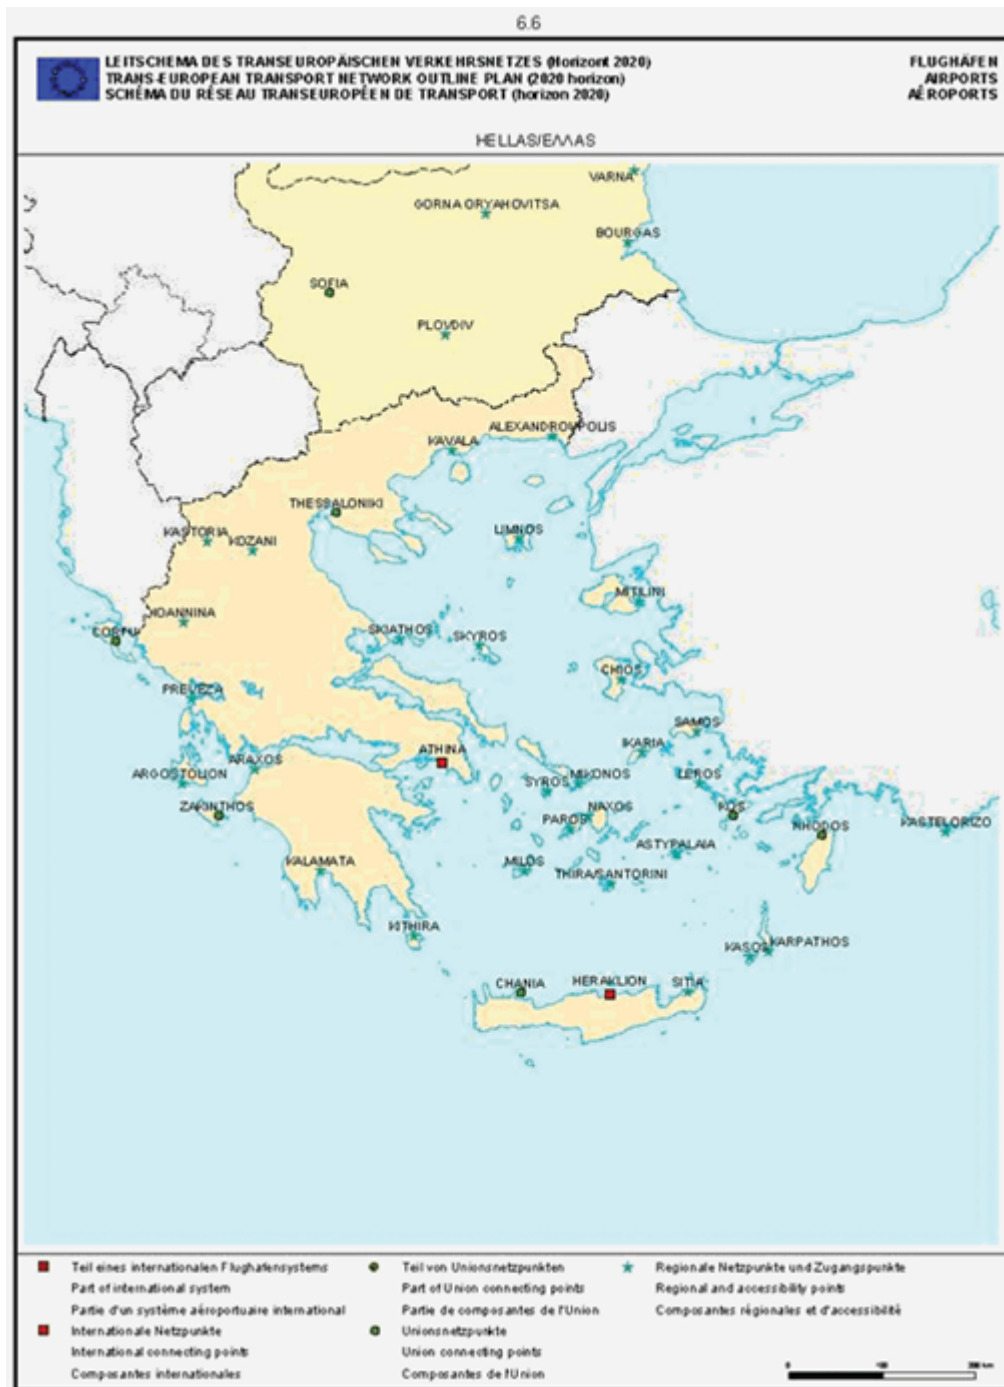 6.6
LEITSCHEMA DES TRANSEUROPÄISCHEN VERKEHRSNETZES (Horizont 2020)
TRANS-EUROPEAN TRANSPORT NETWORK OUTLINE PLAN (2020 horizon)
SCHÉMA DU RÉSEAU TRANSEUROPÉEN DE TRANSPORT (horizon 2020)
FLUGHÄFEN
AIRPORTS
AÉROPORTS
HELLAS/ΕΛΛΑΣ
VARNA
GORNA ORYAHOVITSA
BOURGAS
SOFIA
PLOVDIV
ALEXANDROUPOLIS
KAVALA
THESSALONIKI
KASTORIA
KOZANI
LIMNOS
MITILINI
IOANNINA
CORFU
SKIATHOS
SKYROS
CHIOS
PREVEZA
SAMOS
ATHINA
IKARIA
ARAXOS
ARGOSTOLION
SYROS
MIKONOS
LEROS
ZAKINTHOS
NAXOS
KOS
PAROS
RHODOS
KASTELORIZO
ASTYPALAIA
KALAMATA
MILOS
THIRA/SANTORINI
KITHIRA
KASOS
KARPATHOS
CHANIA
HERAKLION
SITIA
Teil eines internationalen Flughafensystems
Part of international system
Partie d'un système aéroportuaire international
Internationale Netzpunkte
International connecting points
Composantes internationales
Teil von Unionsnetzpunkten
Part of Union connecting points
Partie de composantes de l'Union
Unionsnetzpunkte
Union connecting points
Composantes de l'Union
Regionale Netzpunkte und Zugangspunkte
Regional and accessibility points
Composantes régionales et d'accessibilité
0 100 200 km